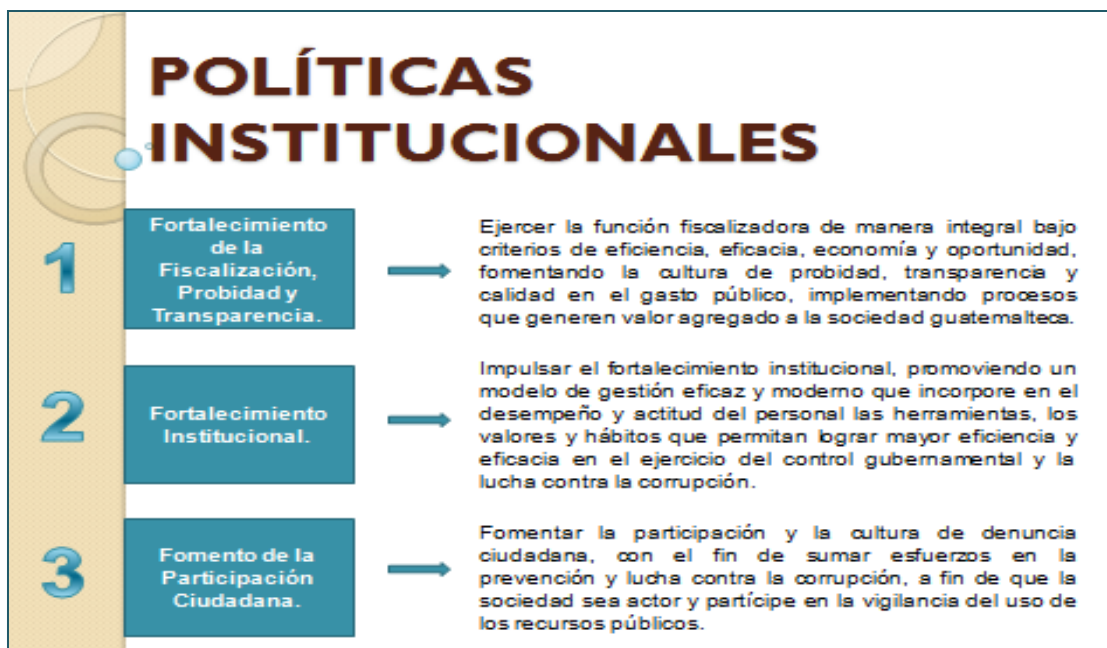 POLÍTICAS
INSTITUCIONALES
1
Fortalecimiento
de la
Fiscalización,
Probidad y
Transparencia.
Ejercer la función fiscalizadora de manera integral bajo
criterios de eficiencia, eficacia, economía y oportunidad,
fomentando la cultura de probidad, transparencia y
calidad en el gasto público, implementando procesos
que generen valor agregado a la sociedad guatemalteca.
2
Fortalecimiento
Institucional.
Impulsar el fortalecimiento institucional, promoviendo un
modelo de gestión eficaz y moderno que incorpore en el
desempeño y actitud del personal las herramientas, los
valores y hábitos que permitan lograr mayor eficiencia y
eficacia en el ejercicio del control gubernamental y la
lucha contra la corrupción.
3
Fomento de la
Participación
Ciudadana.
Fomentar la participación y la cultura de denuncia
ciudadana, con el fin de sumar esfuerzos en la
prevención y lucha contra la corrupción, a fin de que la
sociedad sea actor y partícipe en la vigilancia del uso de
los recursos públicos.